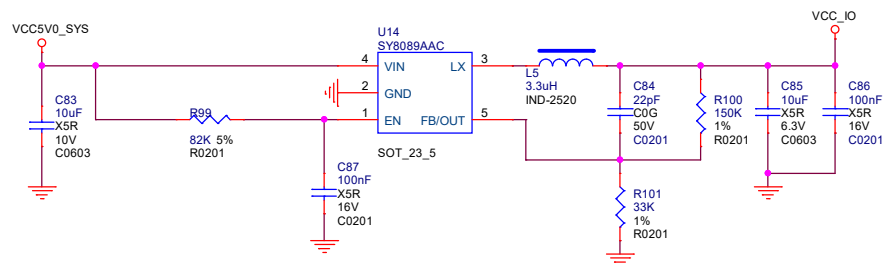 VCC5V0_SYS
VCC_IO
U14
SY8089AAC
4
VIN
LX
3
2
GND
1
EN
FB/OUT
5
SOT_23_5
C83
10uF
X5R
10V
C0603
R99
82K 5%
R0201
C87
100nF
X5R
16V
C0201
L5
3.3uH
IND-2520
C84
22pF
C0G
50V
C0201
R100
150K
1%
R0201
C85
10uF
X5R
6.3V
C0603
C86
100nF
X5R
16V
C0201
R101
33K
1%
R0201